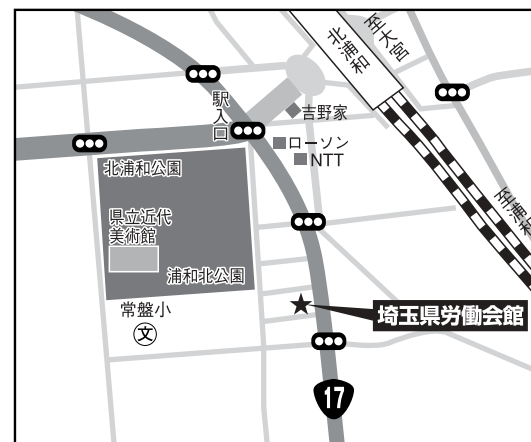 北浦和
至大宮
駅入口
吉野家
ローソン
NTT
北浦和公園
県立近代
美術館
浦和北公園
至浦和
常盤小
文
埼玉県労働会館
17